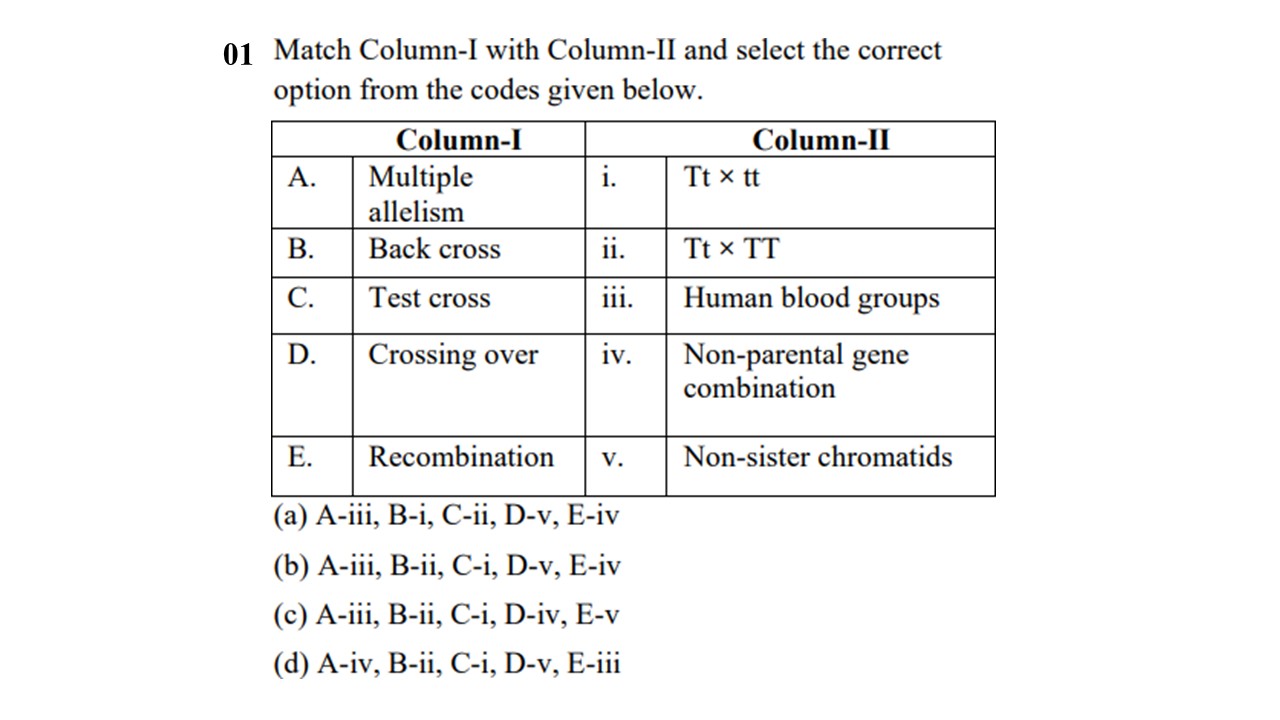 01 Match Column-I with Column-II and select the correct
option from the codes given below.
Column-I Column-II
A. Multiple i. Tt × tt
allelism
B. Back cross ii. Tt × TT
C. Test cross iii. Human blood groups
D. Crossing over iv. Non-parental gene
combination
E. Recombination v. Non-sister chromatids
(a) A-iii, B-i, C-ii, D-v, E-iv
(b) A-iii, B-ii, C-i, D-v, E-iv
(c) A-iii, B-ii, C-i, D-iv, E-v
(d) A-iv, B-ii, C-i, D-v, E-iii